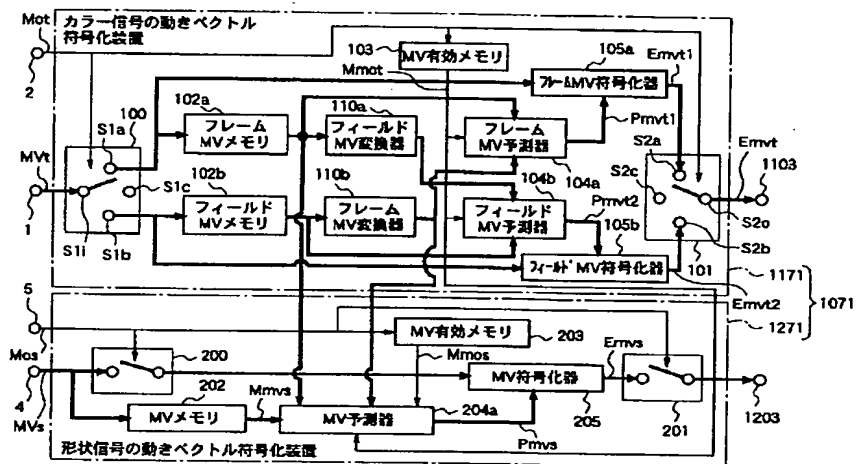 Mot
カラー信号の動きベクトル
符号化装置
2
103
MV有効メモリ
Mmot
105a
Emvt1
フレームMV符号化器
S1a
100
102a
フレーム
MVメモリ
110a
フィールド
MV変換器
フレーム
MV予測器
104a
Pmvt1
S2a
Emvt
1103
MVt
1
S1c
S1i
S1b
102b
フィールド
MVメモリ
110b
フレーム
MV変換器
104b
フィールド
MV予測器
Pmvt2
105b
フィールドMV符号化器
S2c
S2o
S2b
101
Emvt2
1171
1071
1271
5
Mos
4
MVs
200
MV有効メモリ
203
Mmos
202
MVメモリ
Mmvs
MV予測器
204a
MV符号化器
205
Emvs
201
1203
Pmvs
形状信号の動きベクトル符号化装置